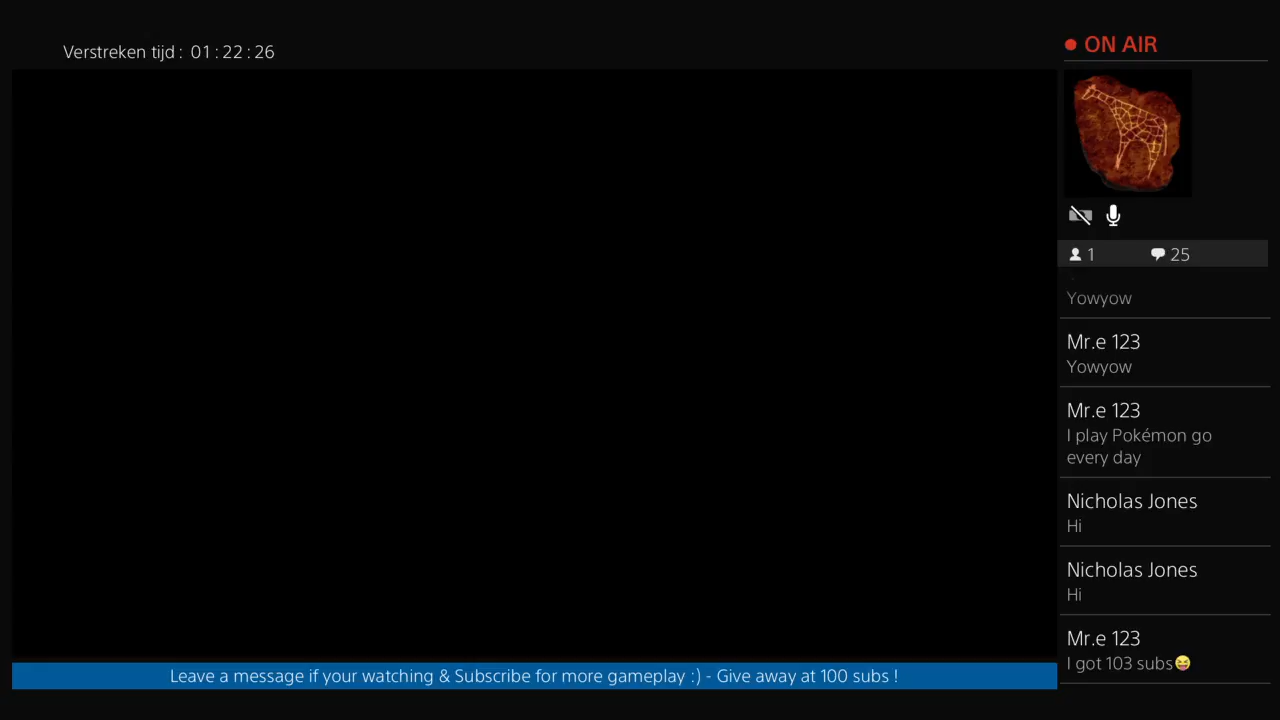 Verstreken tijd : 01 : 22 : 26
ON AIR
1
25
Yowyow
Mr.e 123
Yowyow
Mr.e 123
I play Pokémon go
every day
Nicholas Jones
Hi
Nicholas Jones
Hi
Mr.e 123
I got 103 subs😝
Leave a message if your watching & Subscribe for more gameplay :) - Give away at 100 subs !